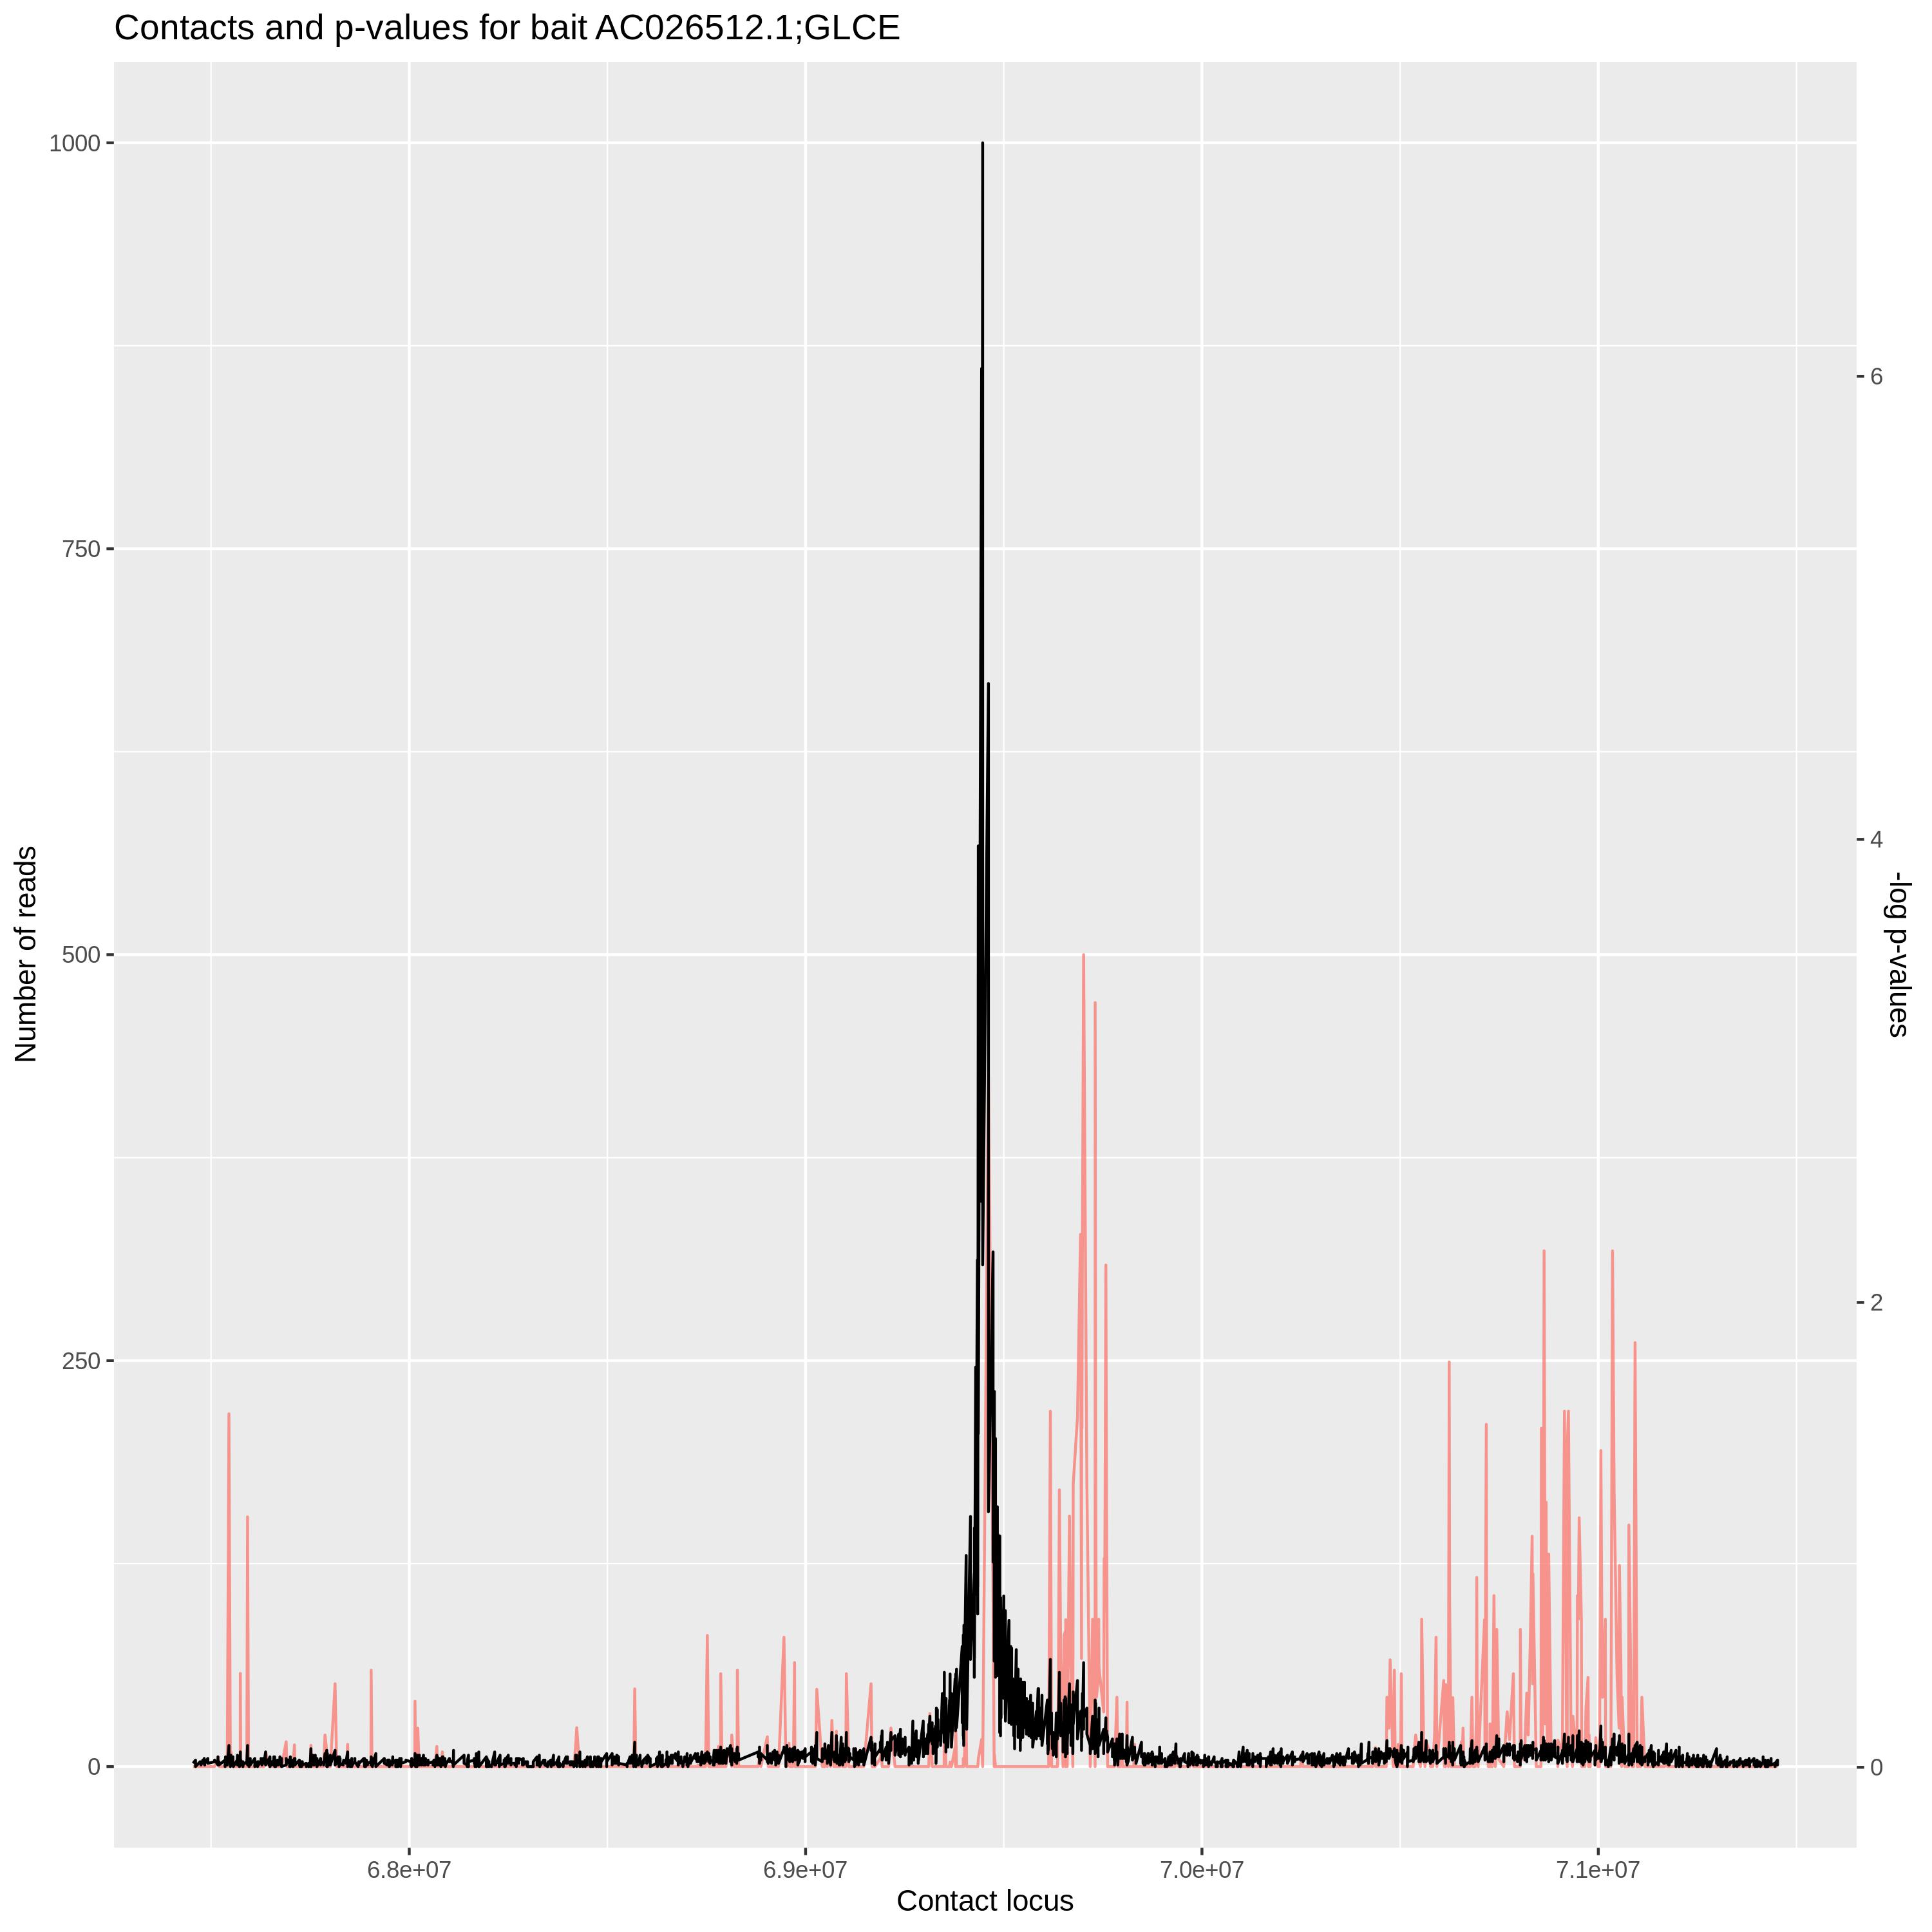 Contacts and p-values for bait AC026512.1;GLCE
1000
750
500
250
0
Number of reads
6
4
2
0
-log p-values
6.8e+07
6.9e+07
7.0e+07
7.1e+07
Contact locus